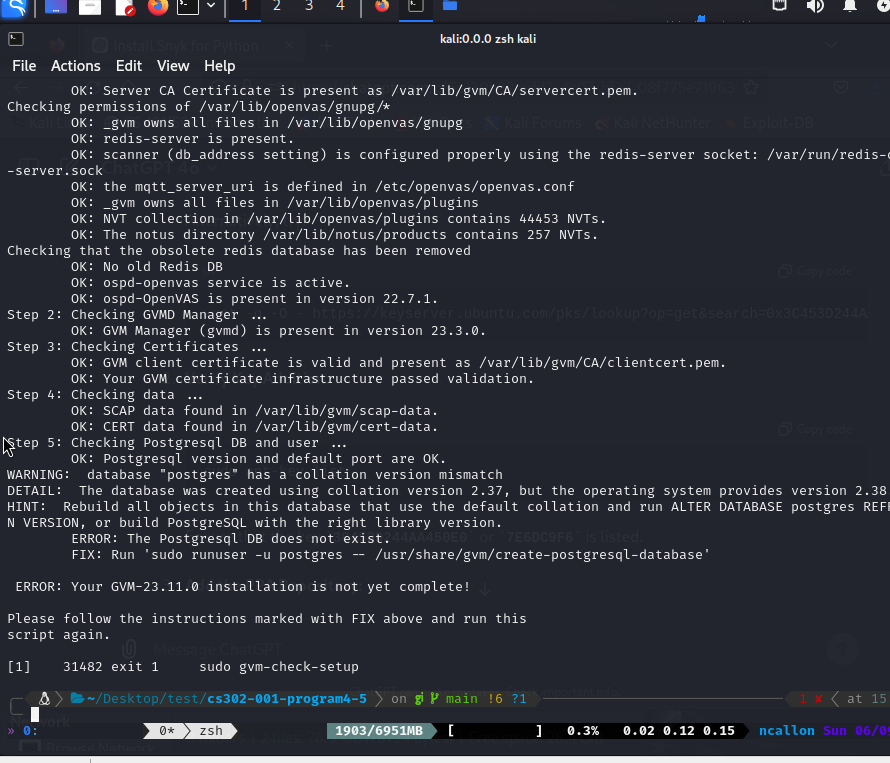 1 2 3 4
kali:0.0.0 zsh kali
File Actions Edit View Help
OK: Server CA Certificate is present as /var/lib/gvm/CA/servercert.pem.
Checking permissions of /var/lib/openvas/gnupg/*
OK: _gvm owns all files in /var/lib/openvas/gnupg
OK: redis-server is present.
OK: scanner (db_address setting) is configured properly using the redis-server socket: /var/run/redis-
-server.sock
OK: the mqtt_server_uri is defined in /etc/openvas/openvas.conf
OK: _gvm owns all files in /var/lib/openvas/plugins
OK: NVT collection in /var/lib/openvas/plugins contains 44453 NVTs.
OK: The notus directory /var/lib/notus/products contains 257 NVTs.
Checking that the obsolete redis database has been removed
OK: No old Redis DB
OK: ospd-openvas service is active.
OK: ospd-OpenVAS is present in version 22.7.1.
Step 2: Checking GVMD Manager ...
OK: GVM Manager (gvmd) is present in version 23.3.0.
Step 3: Checking Certificates ...
OK: GVM client certificate is valid and present as /var/lib/gvm/CA/clientcert.pem.
OK: Your GVM certificate infrastructure passed validation.
Step 4: Checking data ...
OK: SCAP data found in /var/lib/gvm/scap-data.
OK: CERT data found in /var/lib/gvm/cert-data.
Step 5: Checking Postgresql DB and user ...
OK: Postgresql version and default port are OK.
WARNING:  database "postgres" has a collation version mismatch
DETAIL:  The database was created using collation version 2.37, but the operating system provides version 2.38
HINT:  Rebuild all objects in this database that use the default collation and run ALTER DATABASE postgres REF
N VERSION, or build PostgreSQL with the right library version.
ERROR: The Postgresql DB does not exist.
FIX: Run 'sudo runuser -u postgres -- /usr/share/gvm/create-postgresql-database'
ERROR: Your GVM-23.11.0 installation is not yet complete!
Please follow the instructions marked with FIX above and run this
script again.
[1]    31482 exit 1     sudo gvm-check-setup
~/Desktop/test/cs302-001-program4-5 on main !6 ?1 1 ✘ at 15
» 0: 0* zsh 1903/6951MB [ ] 0.3% 0.02 0.12 0.15 ncallon Sun 06/0